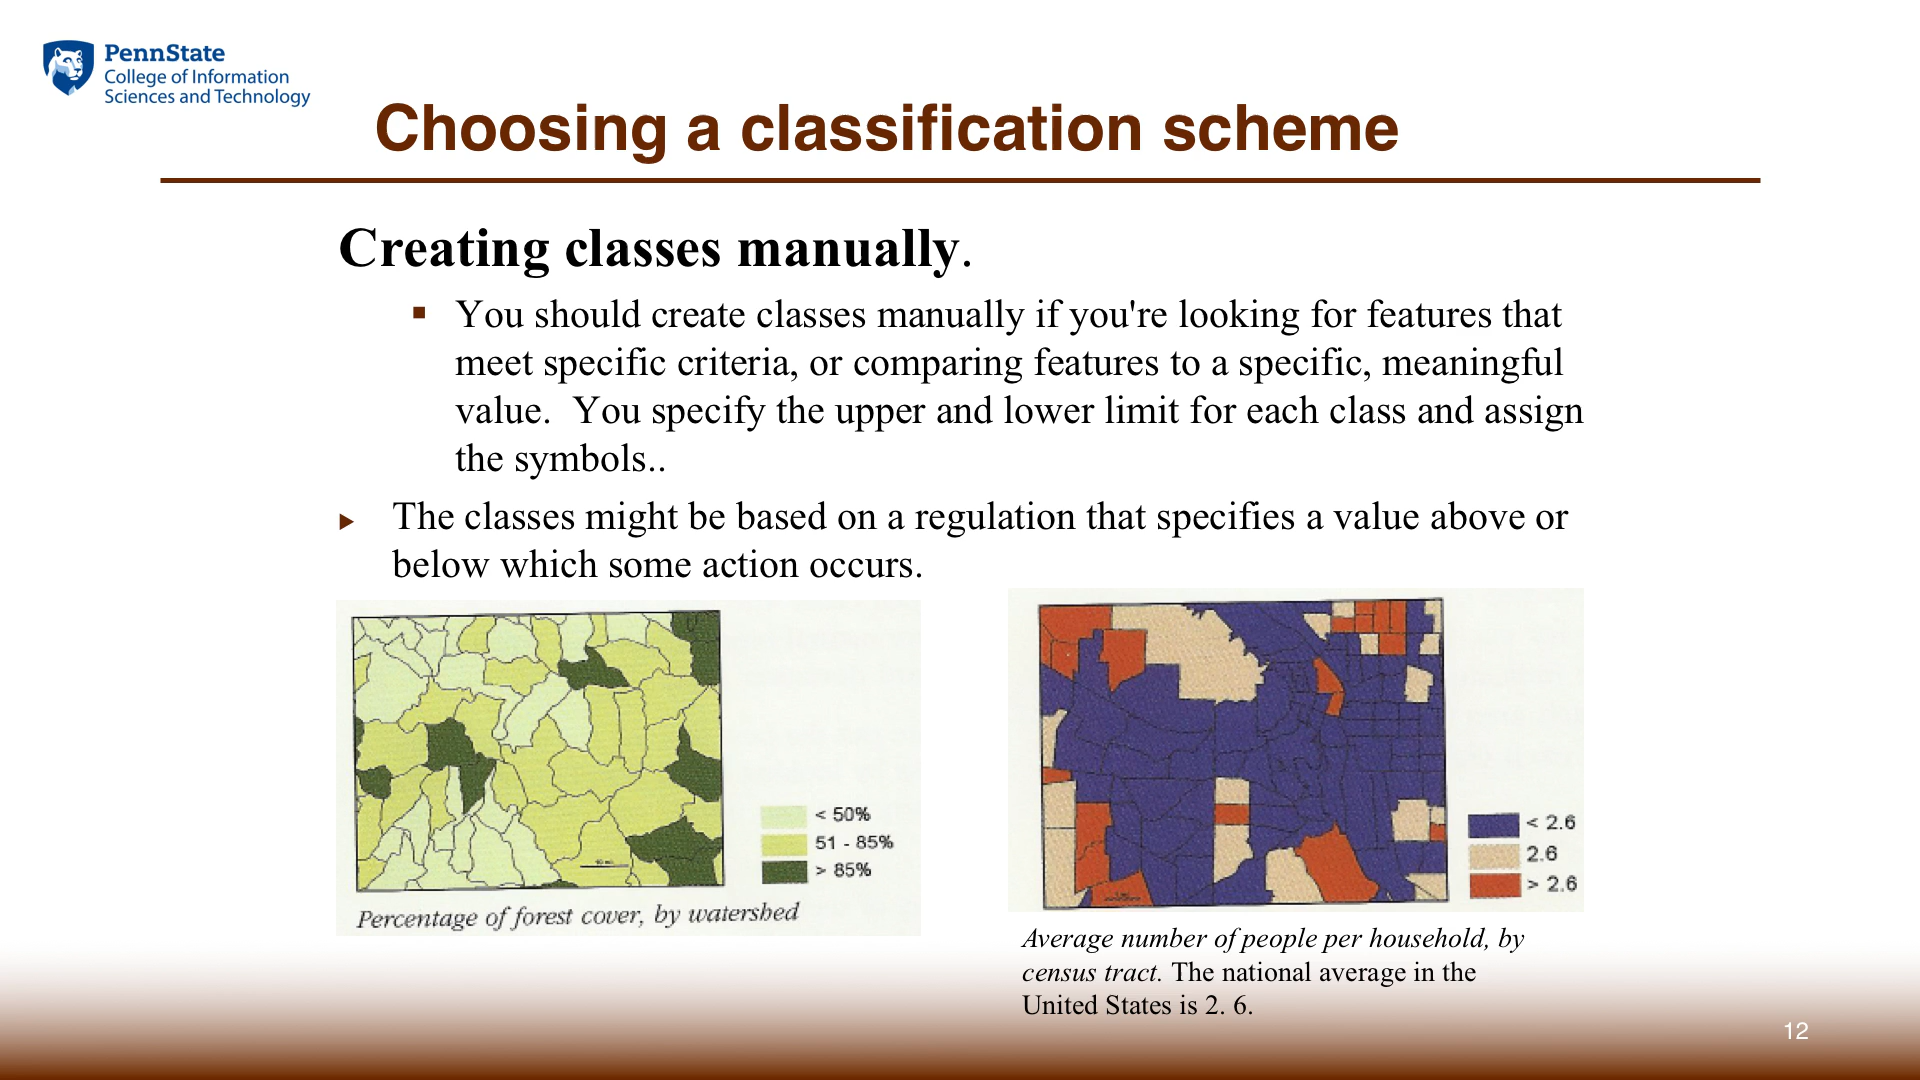 PennState
College of Information
Sciences and Technology
Choosing a classification scheme
Creating classes manually.
You should create classes manually if you're looking for features that
meet specific criteria, or comparing features to a specific, meaningful
value.  You specify the upper and lower limit for each class and assign
the symbols..
The classes might be based on a regulation that specifies a value above or
below which some action occurs.
< 50%
51 - 85%
> 85%
Percentage of forest cover, by watershed
< 2.6
2.6
> 2.6
Average number of people per household, by
census tract. The national average in the
United States is 2. 6.
12